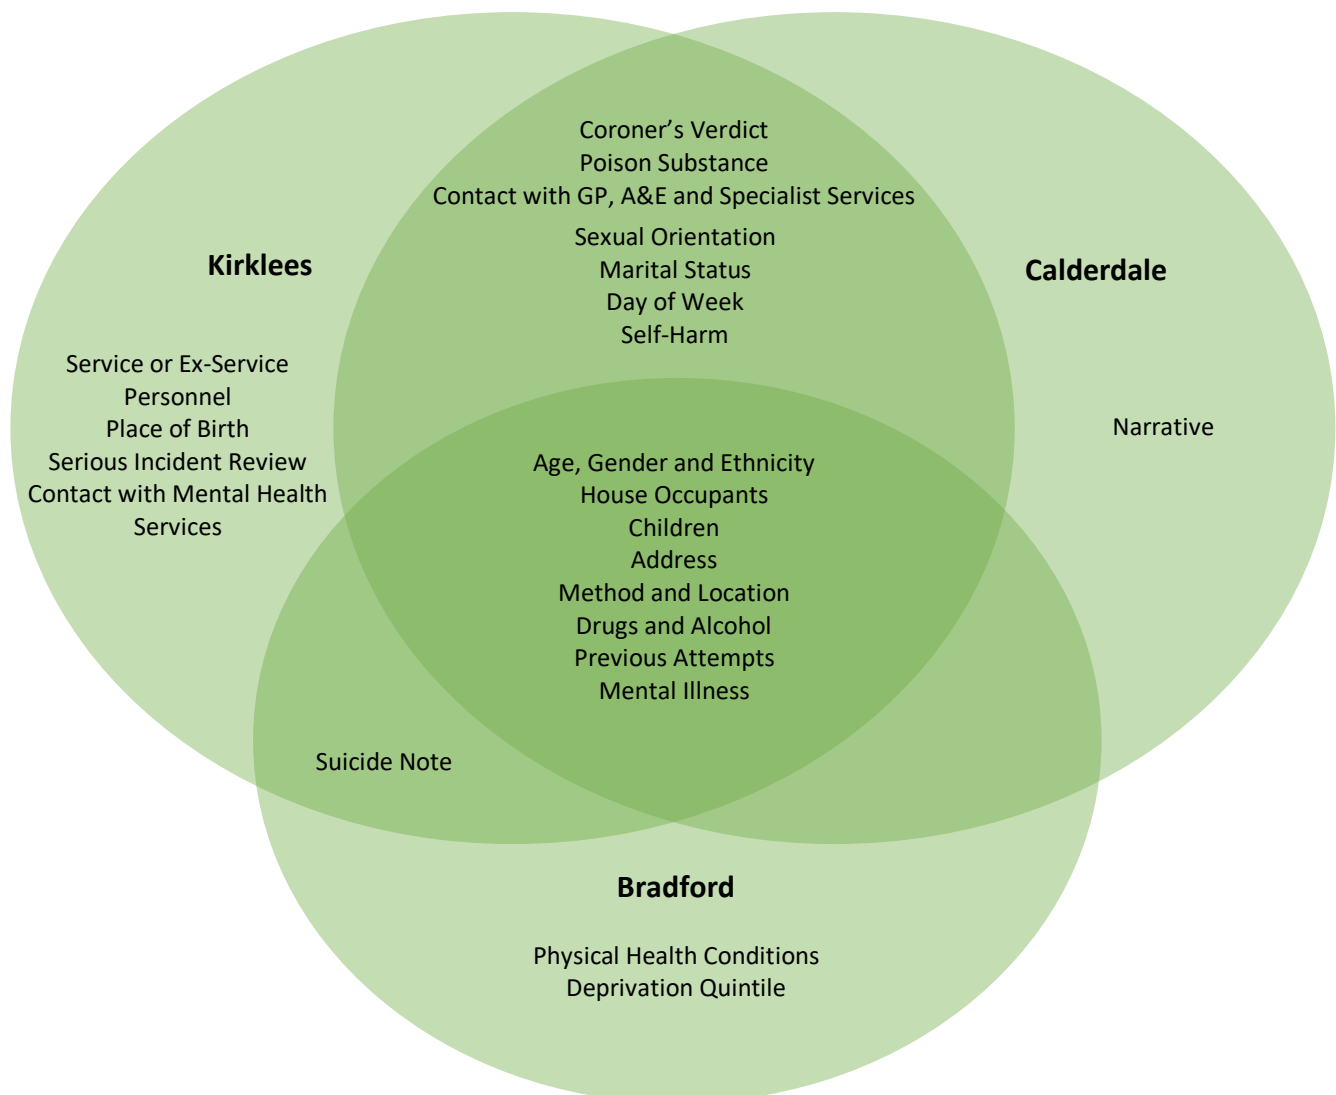 Coroner’s Verdict
Poison Substance
Contact with GP, A&E and Specialist Services
Sexual Orientation
Marital Status
Day of Week
Self-Harm
Kirklees
Calderdale
Service or Ex-Service
Personnel
Place of Birth
Serious Incident Review
Contact with Mental Health
Services
Narrative
Age, Gender and Ethnicity
House Occupants
Children
Address
Method and Location
Drugs and Alcohol
Previous Attempts
Mental Illness
Suicide Note
Bradford
Physical Health Conditions
Deprivation Quintile